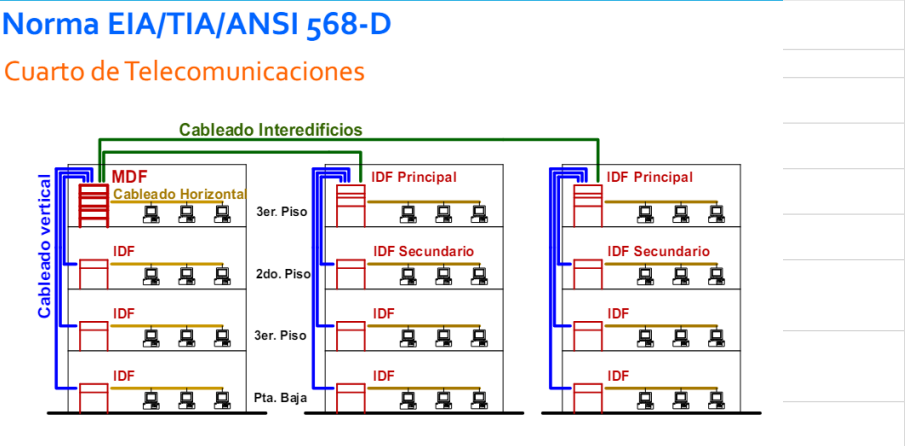 Norma EIA/TIA/ANSI 568-D
Cuarto de Telecomunicaciones
Cableado Interedificios
Cableado vertical
MDF
Cableado Horizontal
3er. Piso
IDF Principal
IDF Principal
IDF
2do. Piso
IDF Secundario
IDF Secundario
IDF
3er. Piso
IDF
IDF
IDF
Pta. Baja
IDF
IDF